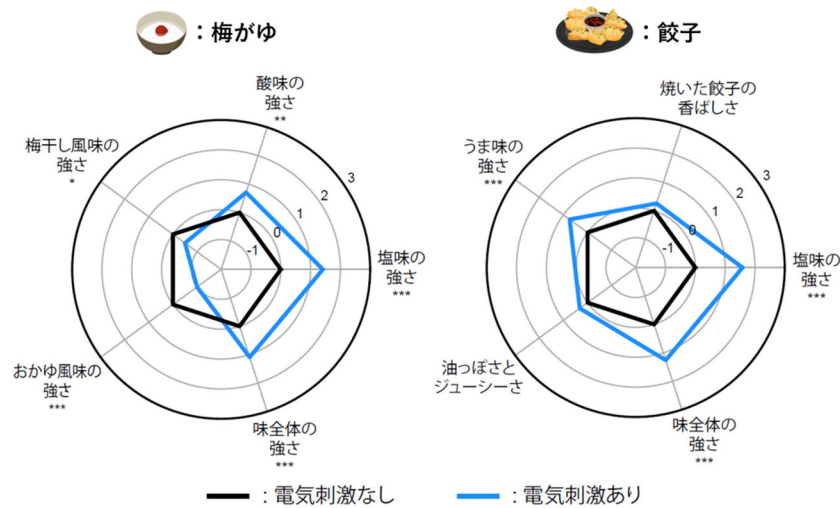 ：梅がゆ
：餃子
酸味の
強さ
**
梅干し風味の
強さ
*
3
2
1
0
-1
塩味の
強さ
***
おかゆ風味の
強さ
***
味全体の
強さ
***
焼いた餃子の
香ばしさ
うま味の
強さ
***
3
2
1
0
-1
塩味の
強さ
***
油っぽさと
ジューシーさ
味全体の
強さ
***
：電気刺激なし
：電気刺激あり